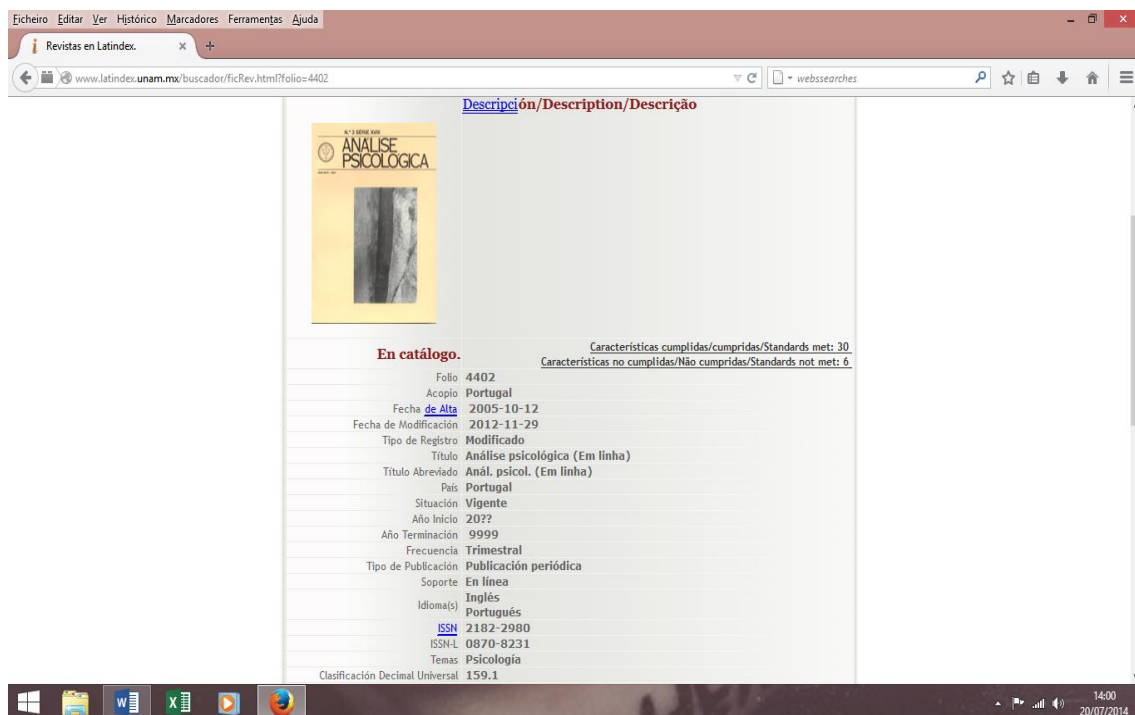 Ficheiro Editar Ver Histórico Marcadores Ferramentas Ajuda
Revistas en Latindex.
www.latindex.unam.mx/buscador/ficRev.html?folio=4402
webssearches
Descripción/Description/Descrição
N.º 3 SÉRIE XVIII
ANÁLISE
PSICOLÓGICA
Características cumplidas/cumpridas/Standards met: 30
En catálogo.
Características no cumplidas/Não cumpridas/Standards not met: 6
Folio 4402
Acopio Portugal
Fecha de Alta 2005-10-12
Fecha de Modificación 2012-11-29
Tipo de Registro Modificado
Título Análise psicológica (Em linha)
Título Abreviado Anál. psicol. (Em linha)
País Portugal
Situación Vigente
Año Inicio 20??
Año Terminación 9999
Frecuencia Trimestral
Tipo de Publicación Publicación periódica
Soporte En línea
Idioma(s) Inglés
Portugués
ISSN 2182-2980
ISSN-L 0870-8231
Temas Psicología
Clasificación Decimal Universal 159.1
14:00
20/07/2014